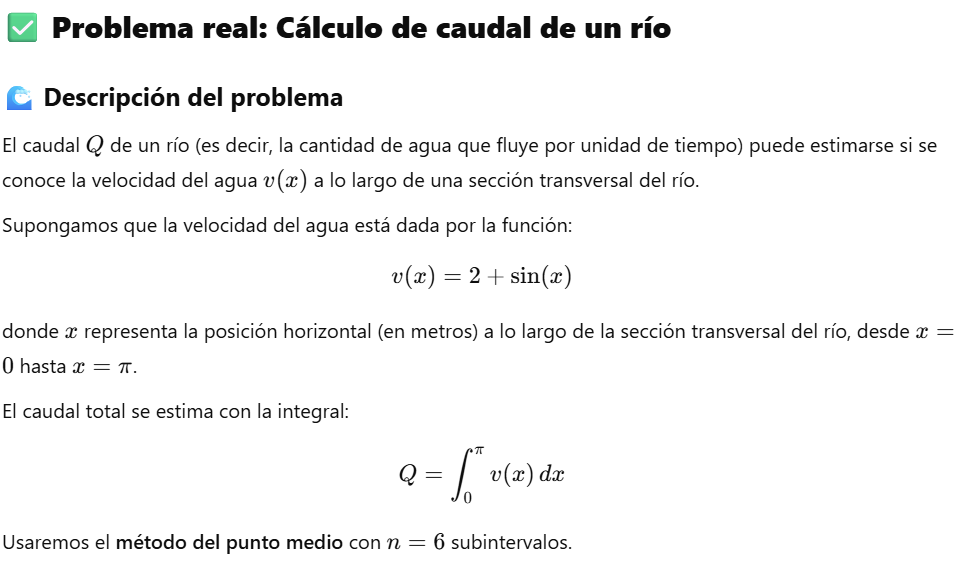 ✅ Problema real: Cálculo de caudal de un río
🌊 Descripción del problema
El caudal Q de un río (es decir, la cantidad de agua que fluye por unidad de tiempo) puede estimarse si se
conoce la velocidad del agua v(x) a lo largo de una sección transversal del río.
Supongamos que la velocidad del agua está dada por la función:
v(x) = 2 + sin(x)
donde x representa la posición horizontal (en metros) a lo largo de la sección transversal del río, desde x =
0 hasta x = π.
El caudal total se estima con la integral:
Q = ∫₀^π v(x) dx
Usaremos el método del punto medio con n = 6 subintervalos.